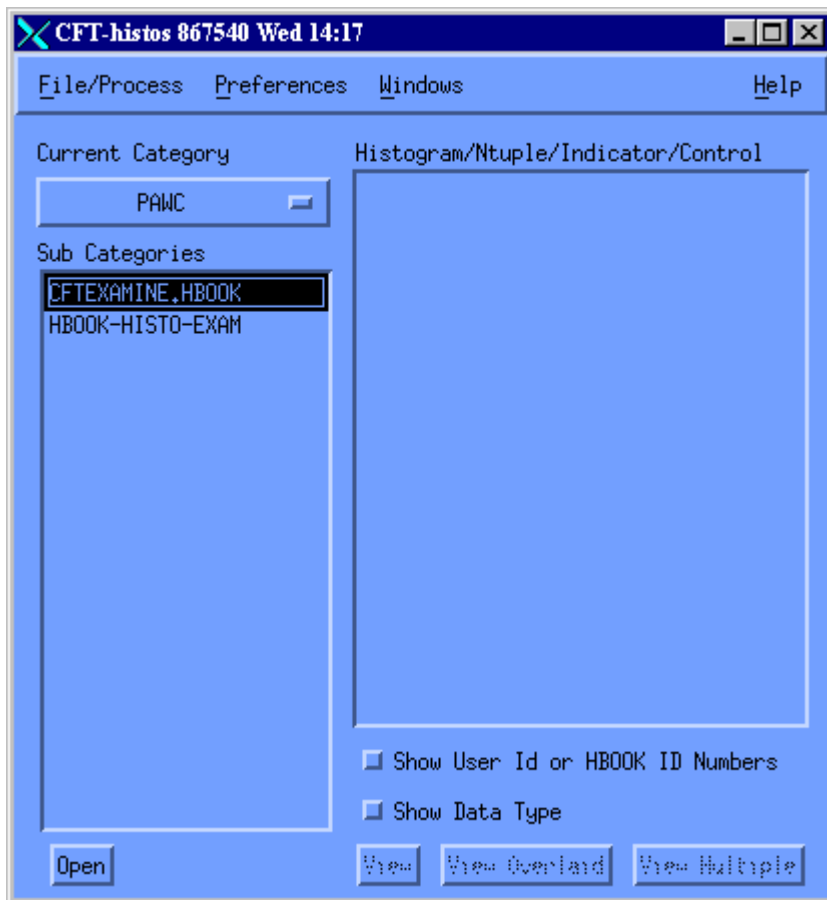 CFT-histos 867540 Wed 14:17
File/Process Preferences Windows Help
Current Category
PAWC
Sub Categories
CFTEXAMINE.HBOOK
HBOOK-HISTO-EXAM
Open
Histogram/Ntuple/Indicator/Control
Show User Id or HBOOK ID Numbers
Show Data Type
View View Overlaid View Multiple